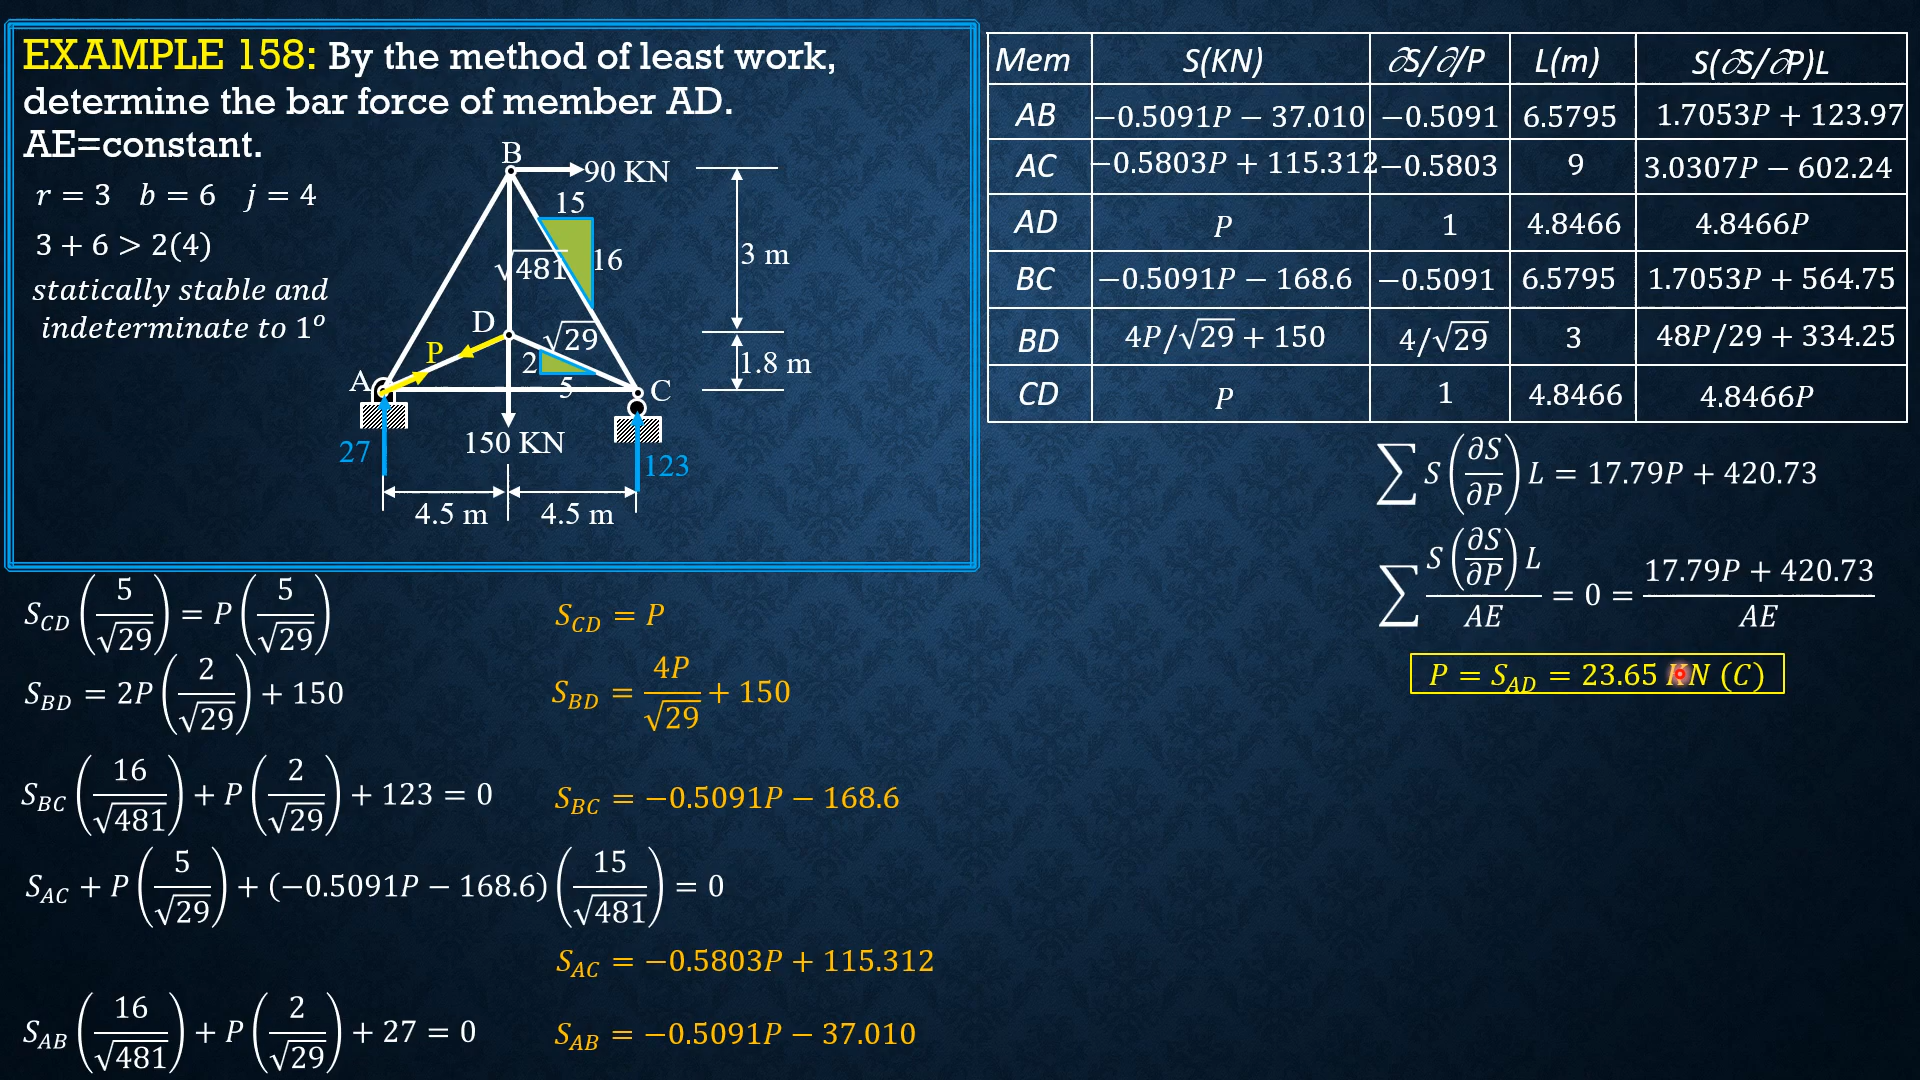 EXAMPLE 158: By the method of least work,
determine the bar force of member AD.
AE=constant.
r = 3 b = 6 j = 4
3 + 6 > 2(4)
statically stable and
indeterminate to 1°
B
90 KN
15
16
√481
3 m
D
√29
P
2
5
1.8 m
A
C
150 KN
27
123
4.5 m
4.5 m
Mem S(KN) ∂S/∂/P L(m) S(∂S/∂P)L
AB −0.5091P − 37.010 −0.5091 6.5795 1.7053P + 123.97
AC −0.5803P + 115.312 −0.5803 9 3.0307P − 602.24
AD P 1 4.8466 4.8466P
BC −0.5091P − 168.6 −0.5091 6.5795 1.7053P + 564.75
BD 4P/√29 + 150 4/√29 3 48P/29 + 334.25
CD P 1 4.8466 4.8466P
∑ S (∂S/∂P) L = 17.79P + 420.73
∑ S (∂S/∂P) L / AE = 0 = 17.79P + 420.73 / AE
P = S_AD = 23.65 KN (C)
S_CD (5/√29) = P (5/√29) S_CD = P
S_BD = 2P (2/√29) + 150 S_BD = 4P/√29 + 150
S_BC (16/√481) + P (2/√29) + 123 = 0 S_BC = −0.5091P − 168.6
S_AC + P (5/√29) + (−0.5091P − 168.6) (15/√481) = 0
S_AC = −0.5803P + 115.312
S_AB (16/√481) + P (2/√29) + 27 = 0 S_AB = −0.5091P − 37.010